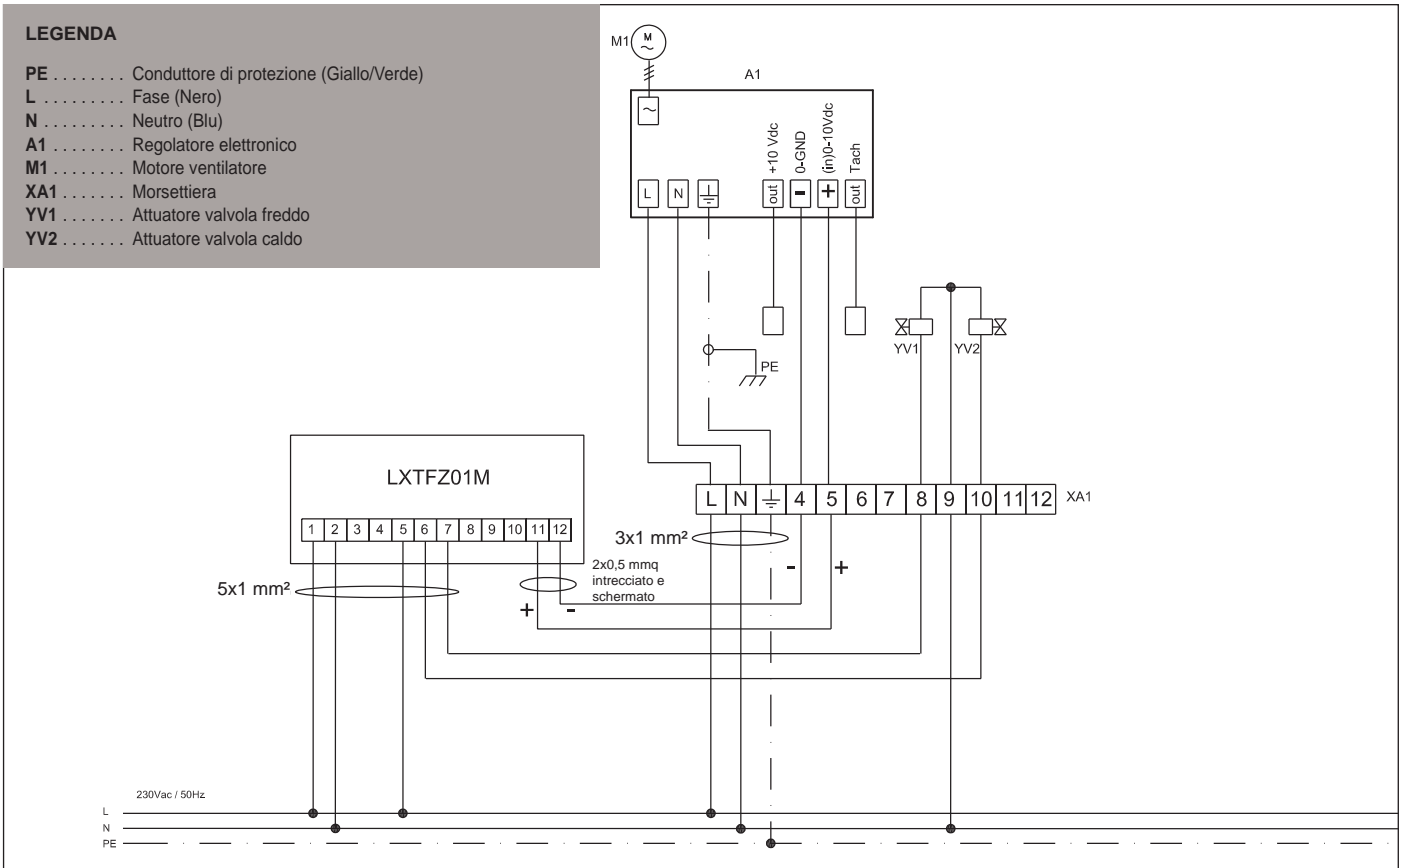 LEGENDA
PE . . . . . . . . Conduttore di protezione (Giallo/Verde)
L . . . . . . . . . Fase (Nero)
N . . . . . . . . . Neutro (Blu)
A1 . . . . . . . . Regolatore elettronico
M1 . . . . . . . . Motore ventilatore
XA1 . . . . . . . Morsettiera
YV1 . . . . . . . Attuatore valvola freddo
YV2 . . . . . . . Attuatore valvola caldo
M1
M
~
A1
~
+10 Vdc
0-GND
(in)0-10Vdc
Tach
L N out - + out
YV1 YV2
PE
LXTFZ01M
1 2 3 4 5 6 7 8 9 10 11 12
L N 4 5 6 7 8 9 10 11 12 XA1
3x1 mm²
5x1 mm²
2x0,5 mmq
intrecciato e
schermato
- +
+ -
230Vac / 50Hz
L
N
PE